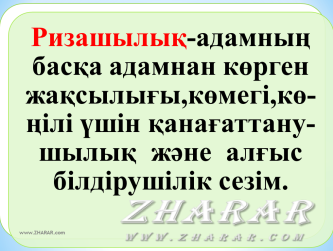 Ризашылық-адамның
басқа адамнан көрген
жақсылығы,көмегі,кө-
ңілі үшін қанағаттану-
шылық және алғыс
білдірушілік сезім.
www.ZHARAR.com
ZHARAR
WWW.ZHARAR.COM